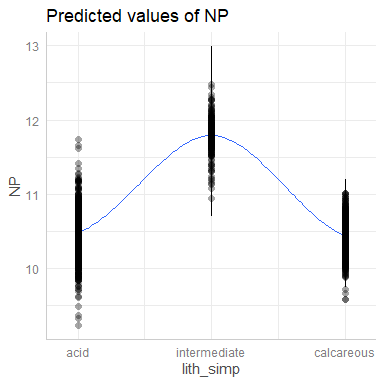 Predicted values of NP
13
12
11
10
NP
acid intermediate calcareous
lith_simp